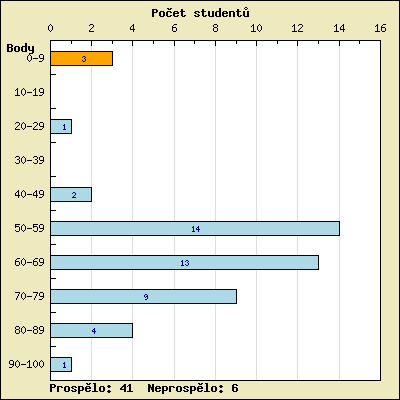 Počet studentů
0 2 4 6 8 10 12 14 16
Body
0-9 3
10-19
20-29 1
30-39
40-49 2
50-59 14
60-69 13
70-79 9
80-89 4
90-100 1
Prospělo: 41 Neprospělo: 6